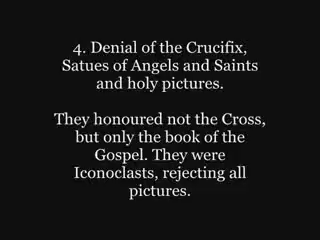 4. Denial of the Crucifix,
Satues of Angels and Saints
and holy pictures.
They honoured not the Cross,
but only the book of the
Gospel. They were
Iconoclasts, rejecting all
pictures.